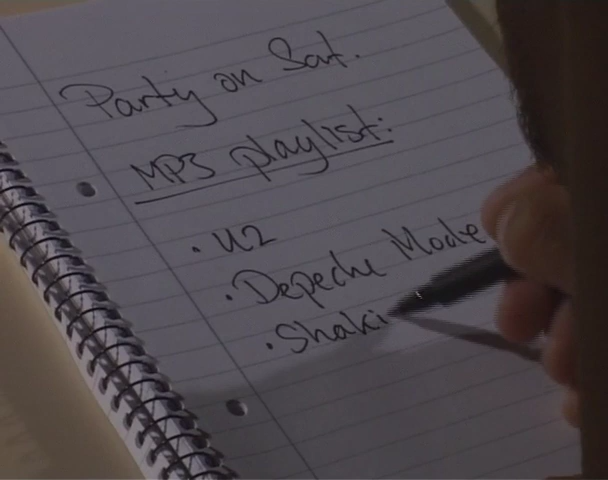 Party on Sat.
MP3 playlist:
· U2
· Depeche Mode
· Shaki